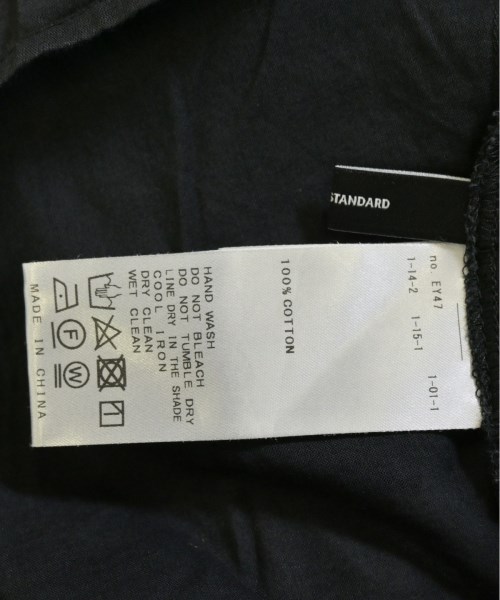 STANDARD
no. EY47
1-14-2 1-15-1 1-01-1
100% COTTON
HAND WASH
DO NOT BLEACH
DO NOT TUMBLE DRY
LINE DRY IN THE SHADE
COOL IRON
DRY CLEAN
WET CLEAN
F W
MADE IN CHINA